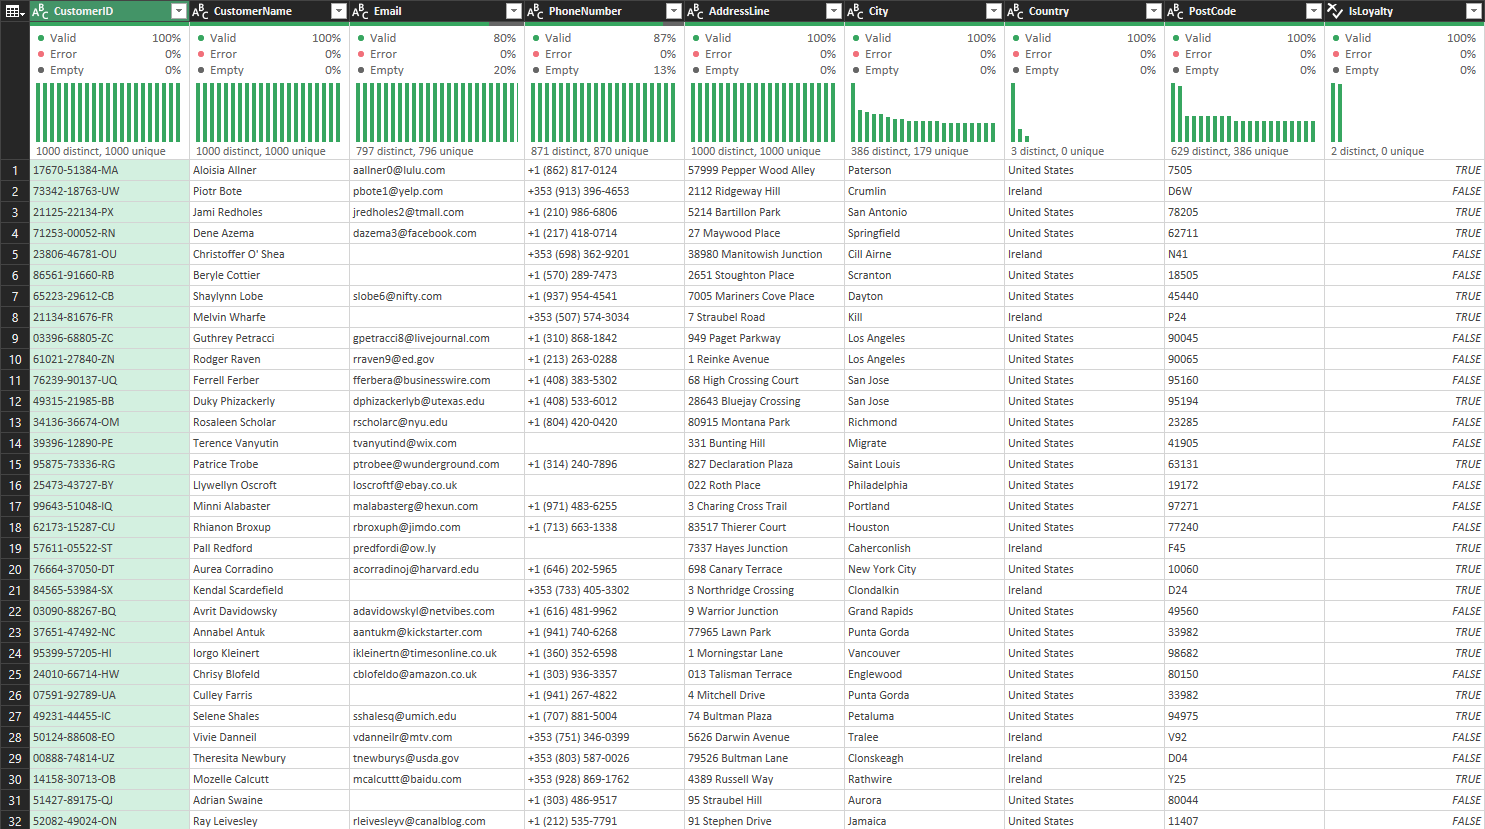 CustomerID CustomerName Email PhoneNumber AddressLine City Country PostCode IsLoyalty
Valid 100% Valid 100% Valid 80% Valid 87% Valid 100% Valid 100% Valid 100% Valid 100% Valid 100%
Error 0% Error 0% Error 0% Error 0% Error 0% Error 0% Error 0% Error 0% Error 0%
Empty 0% Empty 0% Empty 20% Empty 13% Empty 0% Empty 0% Empty 0% Empty 0% Empty 0%
1000 distinct, 1000 unique 1000 distinct, 1000 unique 797 distinct, 796 unique 871 distinct, 870 unique 1000 distinct, 1000 unique 386 distinct, 179 unique 3 distinct, 0 unique 629 distinct, 386 unique 2 distinct, 0 unique
1 17670-51384-MA Aloisia Allner aallner0@lulu.com +1 (862) 817-0124 57999 Pepper Wood Alley Paterson United States 7505 TRUE
2 73342-18763-UW Piotr Bote pbote1@yelp.com +353 (913) 396-4653 2112 Ridgeway Hill Crumlin Ireland D6W FALSE
3 21125-22134-PX Jami Redholes jredholes2@tmall.com +1 (210) 986-6806 5214 Bartillon Park San Antonio United States 78205 TRUE
4 71253-00052-RN Dene Azema dazema3@facebook.com +1 (217) 418-0714 27 Maywood Place Springfield United States 62711 TRUE
5 23806-46781-OU Christoffer O' Shea +353 (698) 362-9201 38980 Manitowish Junction Cill Airne Ireland N41 FALSE
6 86561-91660-RB Beryle Cottier +1 (570) 289-7473 2651 Stoughton Place Scranton United States 18505 FALSE
7 65223-29612-CB Shaylynn Lobe slobe6@nifty.com +1 (937) 954-4541 7005 Mariners Cove Place Dayton United States 45440 TRUE
8 21134-81676-FR Melvin Wharfe +353 (507) 574-3034 7 Straubel Road Kill Ireland P24 TRUE
9 03396-68805-ZC Guthrey Petracci gpetracci8@livejournal.com +1 (310) 868-1842 949 Paget Parkway Los Angeles United States 90045 FALSE
10 61021-27840-ZN Rodger Raven rraven9@ed.gov +1 (213) 263-0288 1 Reinke Avenue Los Angeles United States 90065 FALSE
11 76239-90137-UQ Ferrell Ferber fferbera@businesswire.com +1 (408) 383-5302 68 High Crossing Court San Jose United States 95160 FALSE
12 49315-21985-BB Duky Phizackerly dphizackerlyb@utexas.edu +1 (408) 533-6012 28643 Bluejay Crossing San Jose United States 95194 TRUE
13 34136-36674-OM Rosaleen Scholar rscholarc@nyu.edu +1 (804) 420-0420 80915 Montana Park Richmond United States 23285 FALSE
14 39396-12890-PE Terence Vanyutin tvanyutind@wix.com 331 Bunting Hill Migrate United States 41905 FALSE
15 95875-73336-RG Patrice Trobe ptrobee@wunderground.com +1 (314) 240-7896 827 Declaration Plaza Saint Louis United States 63131 TRUE
16 25473-43727-BY Llywellyn Oscroft loscroftf@ebay.co.uk 022 Roth Place Philadelphia United States 19172 FALSE
17 99643-51048-IQ Minni Alabaster malabasterg@hexun.com +1 (971) 483-6255 3 Charing Cross Trail Portland United States 97271 FALSE
18 62173-15287-CU Rhianon Broxup rbroxuph@jimdo.com +1 (713) 663-1338 83517 Thierer Court Houston United States 77240 FALSE
19 57611-05522-ST Pall Redford predfordi@ow.ly 7337 Hayes Junction Caherconlish Ireland F45 TRUE
20 76664-37050-DT Aurea Corradino acorradinoj@harvard.edu +1 (646) 202-5965 698 Canary Terrace New York City United States 10060 TRUE
21 84565-53984-SX Kendal Scardefield +353 (733) 405-3302 3 Northridge Crossing Clondalkin Ireland D24 TRUE
22 03090-88267-BQ Avrit Davidowsky adavidowskyl@netvibes.com +1 (616) 481-9962 9 Warrior Junction Grand Rapids United States 49560 FALSE
23 37651-47492-NC Annabel Antuk aantukm@kickstarter.com +1 (941) 740-6268 77965 Lawn Park Punta Gorda United States 33982 TRUE
24 95399-57205-HI Iorgo Kleinert ikleinertn@timesonline.co.uk +1 (360) 352-6598 1 Morningstar Lane Vancouver United States 98682 TRUE
25 24010-66714-HW Chrisy Blofeld cblofeldo@amazon.co.uk +1 (303) 936-3357 013 Talisman Terrace Englewood United States 80150 FALSE
26 07591-92789-UA Culley Farris +1 (941) 267-4822 4 Mitchell Drive Punta Gorda United States 33982 TRUE
27 49231-44455-IC Selene Shales sshalesq@umich.edu +1 (707) 881-5004 74 Bultman Plaza Petaluma United States 94975 TRUE
28 50124-88608-EO Vivie Danneil vdanneilr@mtv.com +353 (751) 346-0399 5626 Darwin Avenue Tralee Ireland V92 FALSE
29 00888-74814-UZ Theresita Newbury tnewburys@usda.gov +353 (803) 587-0026 79526 Bultman Lane Clonskeagh Ireland D04 FALSE
30 14158-30713-OB Mozelle Calcutt mcalcuttt@baidu.com +353 (928) 869-1762 4389 Russell Way Rathwire Ireland Y25 TRUE
31 51427-89175-QJ Adrian Swaine +1 (303) 486-9517 95 Straubel Hill Aurora United States 80044 FALSE
32 52082-49024-ON Ray Leivesley rleivesleyv@canalblog.com +1 (212) 535-7791 91 Stephen Drive Jamaica United States 11407 FALSE